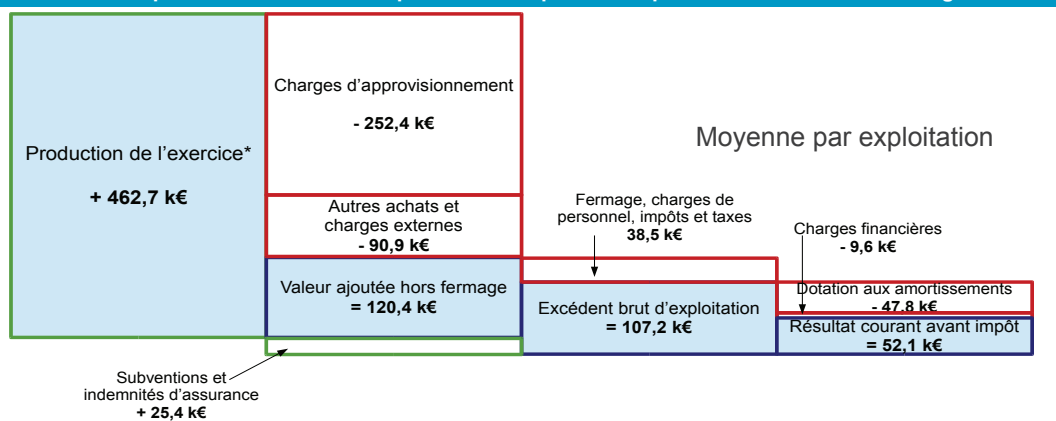 Production de l'exercice*
+ 462,7 k€
Charges d'approvisionnement
- 252,4 k€
Autres achats et
charges externes
- 90,9 k€
Valeur ajoutée hors fermage
= 120,4 k€
Subventions et
indemnités d'assurance
+ 25,4 k€
Moyenne par exploitation
Fermage, charges de
personnel, impôts et taxes
38,5 k€
Excédent brut d'exploitation
= 107,2 k€
Charges financières
- 9,6 k€
Dotation aux amortissements
- 47,8 k€
Résultat courant avant impôt
= 52,1 k€